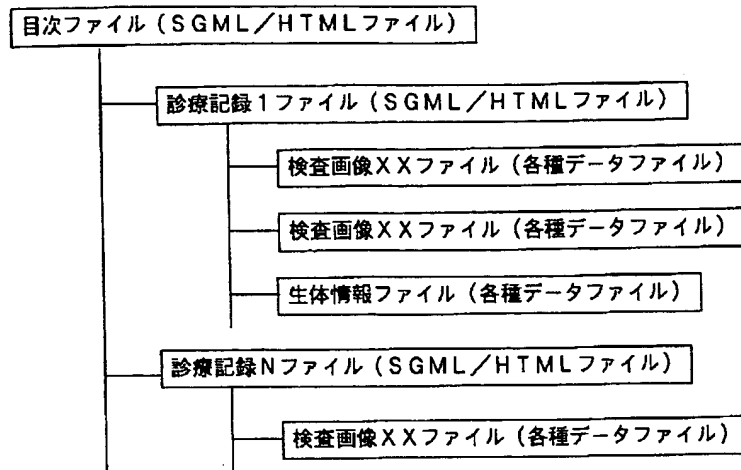 目次ファイル（ＳＧＭＬ／ＨＴＭＬファイル）
診療記録１ファイル（ＳＧＭＬ／ＨＴＭＬファイル）
検査画像ＸＸファイル（各種データファイル）
検査画像ＸＸファイル（各種データファイル）
生体情報ファイル（各種データファイル）
診療記録Ｎファイル（ＳＧＭＬ／ＨＴＭＬファイル）
検査画像ＸＸファイル（各種データファイル）